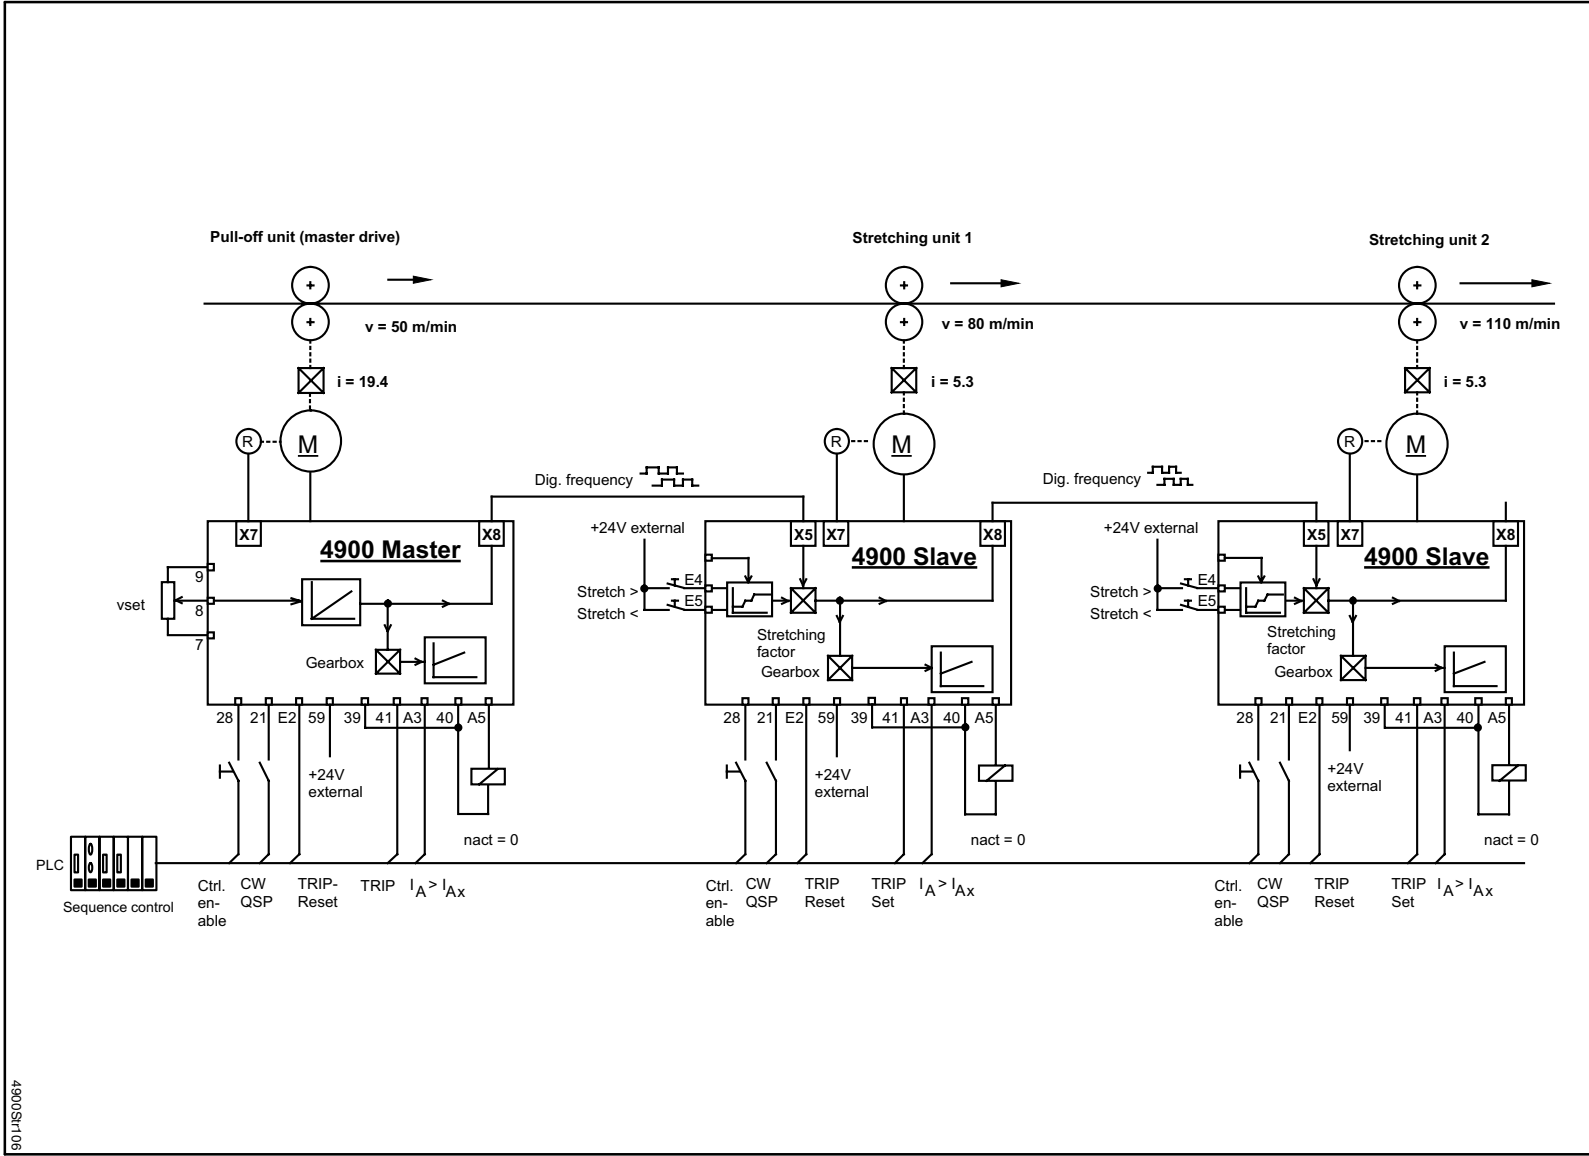 Pull-off unit (master drive)
Stretching unit 1
Stretching unit 2
+
+
+
+
+
+
v = 50 m/min
v = 80 m/min
v = 110 m/min
i = 19.4
i = 5.3
i = 5.3
R
M
R
M
R
M
Dig. frequency
Dig. frequency
X7
X8
4900 Master
9
8
7
vset
Gearbox
28
21
E2
59
39
41
A3
40
A5
+24V
external
nact = 0
+24V external
X5
X7
X8
4900 Slave
Stretch >
Stretch <
E4
E5
Stretching
factor
Gearbox
28
21
E2
59
39
41
A3
40
A5
+24V
external
nact = 0
+24V external
X5
X7
X8
4900 Slave
Stretch >
Stretch <
E4
E5
Stretching
factor
Gearbox
28
21
E2
59
39
41
A3
40
A5
+24V
external
nact = 0
PLC
Sequence control
Ctrl.
en-
able
CW
QSP
TRIP-
Reset
TRIP
IA > IAx
Ctrl.
en-
able
CW
QSP
TRIP
Reset
TRIP
Set
IA > IAx
Ctrl.
en-
able
CW
QSP
TRIP
Reset
TRIP
Set
IA > IAx
4900Str106